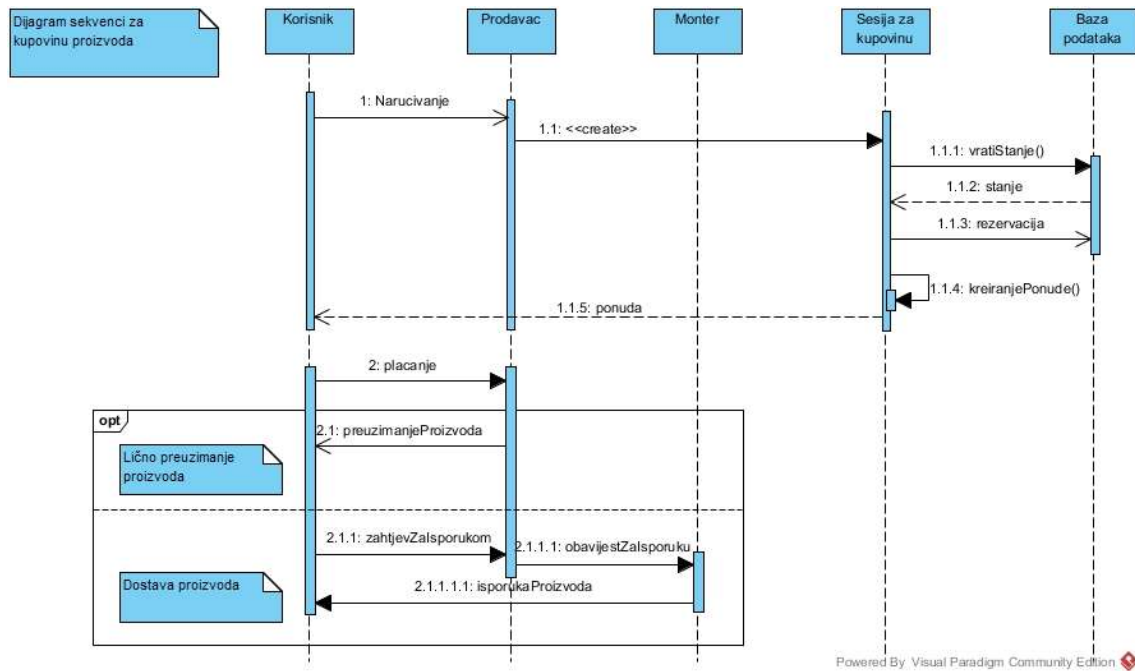 Dijagram sekvenci za
kupovinu proizvoda
Korisnik
Prodavac
Monter
Sesija za
kupovinu
Baza
podataka
1: Narucivanje
1.1: <<create>>
1.1.1: vratiStanje()
1.1.2: stanje
1.1.3: rezervacija
1.1.4: kreiranjePonude()
1.1.5: ponuda
2: placanje
opt
2.1: preuzimanjeProizvoda
Lično preuzimanje
proizvoda
2.1.1: zahtjevZaIsporukom
2.1.1.1: obavijestZaIsporuku
Dostava proizvoda
2.1.1.1.1: isporukaProizvoda
Powered By Visual Paradigm Community Edition